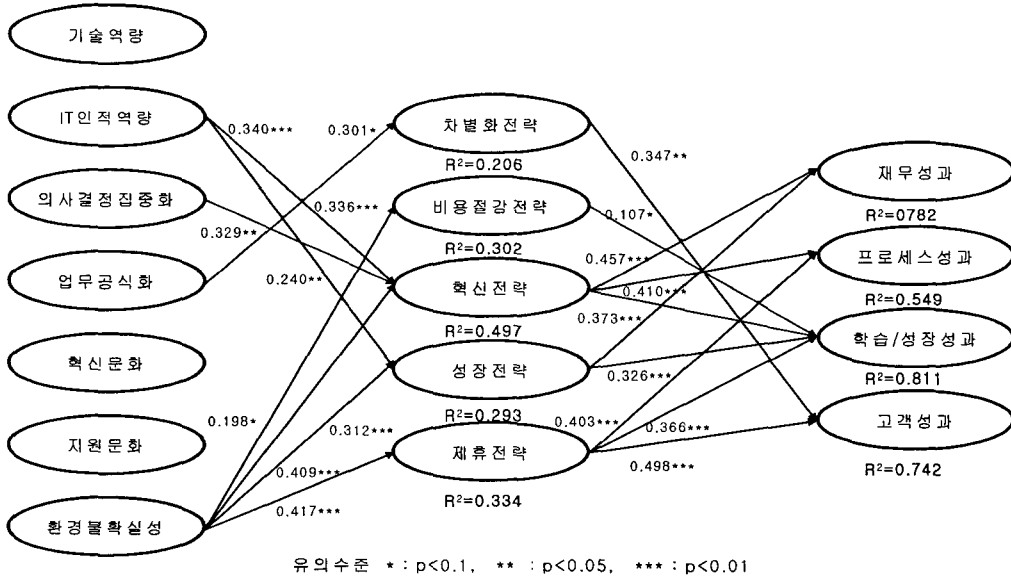 기술역량
IT인적역량
의사결정집중화
업무공식화
혁신문화
지원문화
환경불확실성
0.340***
0.301*
0.336***
0.329**
0.240**
0.198*
0.312***
0.409***
0.417***
차별화전략
R²=0.206
비용절강전략
R²=0.302
혁신전략
R²=0.497
성장전략
R²=0.293
제휴전략
R²=0.334
0.347**
0.107*
0.457***
0.410***
0.373***
0.326***
0.403***
0.366***
0.498***
재무성과
R²=0782
프로세스성과
R²=0.549
학습/성장성과
R²=0.811
고객성과
R²=0.742
유의수준 *: p<0.1, ** : p<0.05, *** : p<0.01